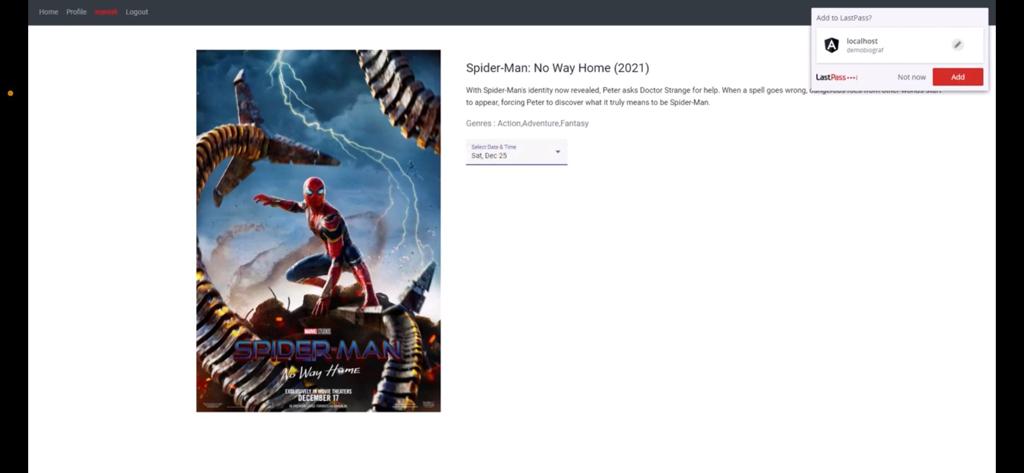 Home Profile Logout
Add to LastPass?
localhost
demobiograf
LastPass
Not now Add
Spider-Man: No Way Home (2021)
With Spider-Man's identity now revealed, Peter asks Doctor Strange for help. When a spell goes wrong,
to appear, forcing Peter to discover what it truly means to be Spider-Man.
Genres : Action,Adventure,Fantasy
Select Date & Time
Sat, Dec 25
MARVEL STUDIOS
SPIDER-MAN
No Way Home
EXCLUSIVELY IN MOVIE THEATERS
DECEMBER 17